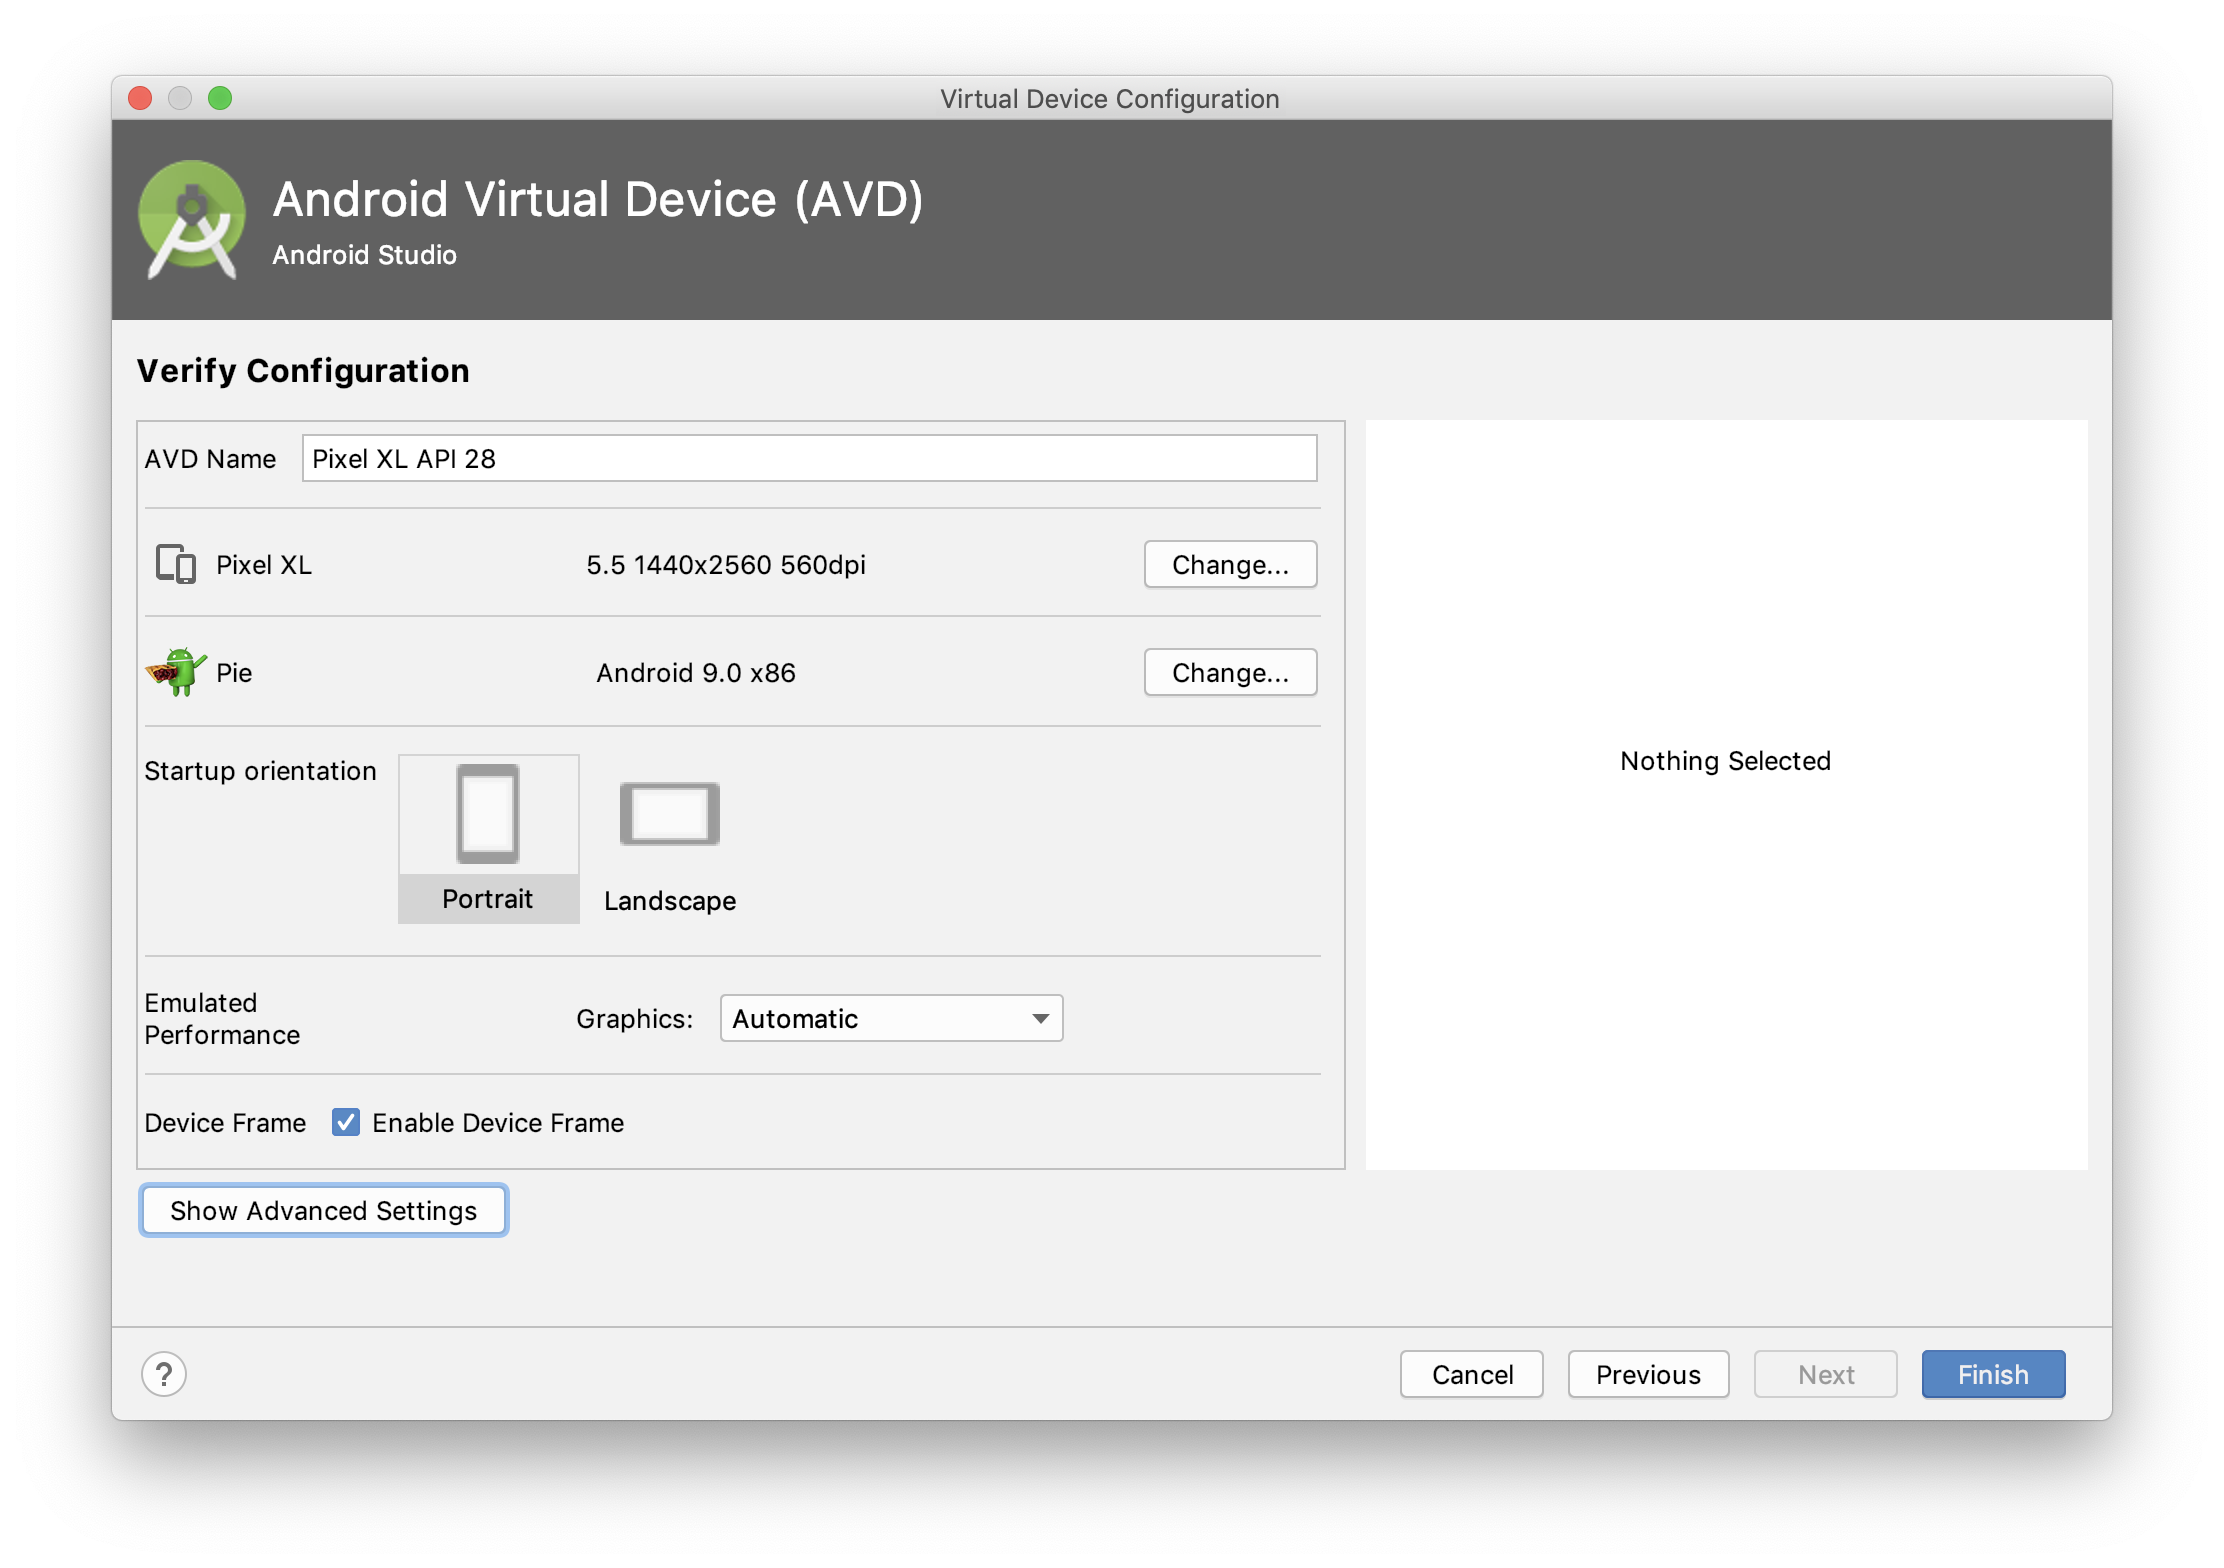 Virtual Device Configuration
Android Virtual Device (AVD)
Android Studio
Verify Configuration
AVD Name Pixel XL API 28
Pixel XL 5.5 1440x2560 560dpi Change...
Pie Android 9.0 x86 Change...
Startup orientation
Portrait Landscape
Nothing Selected
Emulated
Performance
Graphics: Automatic
Device Frame Enable Device Frame
Show Advanced Settings
? Cancel Previous Next Finish